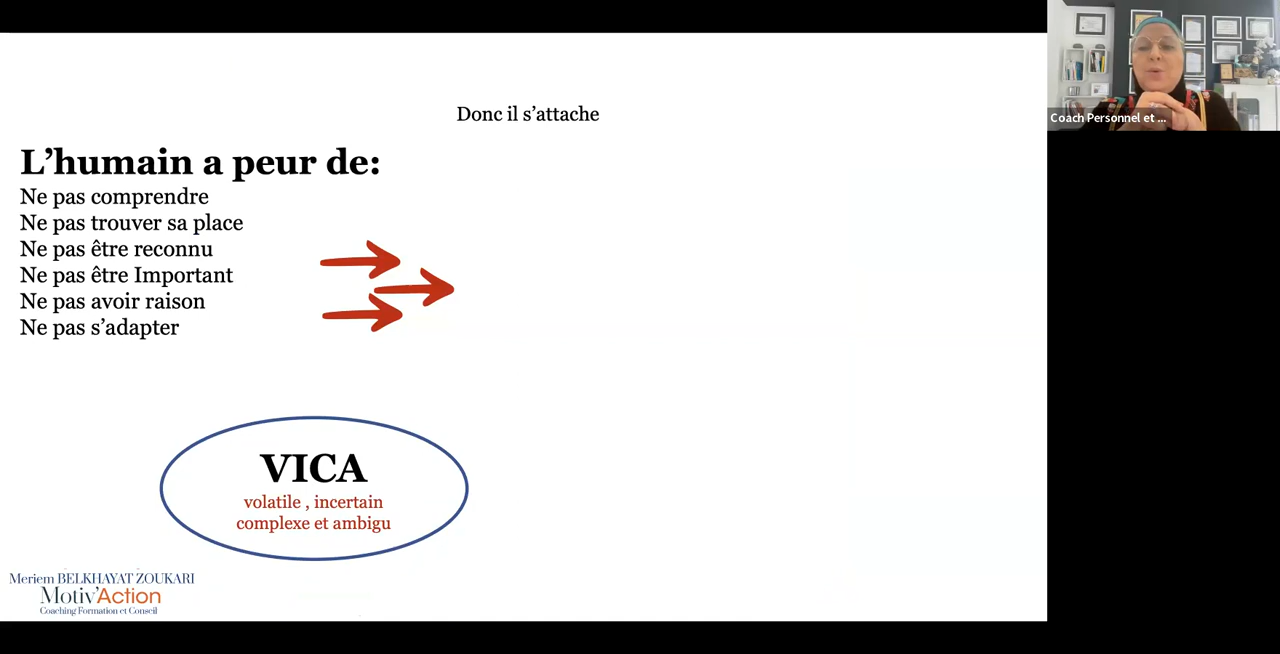 Donc il s’attache
L’humain a peur de:
Ne pas comprendre
Ne pas trouver sa place
Ne pas être reconnu
Ne pas être Important
Ne pas avoir raison
Ne pas s’adapter
VICA
volatile , incertain
complexe et ambigu
Meriem BELKHAYAT ZOUKARI
Motiv’Action
Coaching Formation et Conseil
Coach Personnel et ...